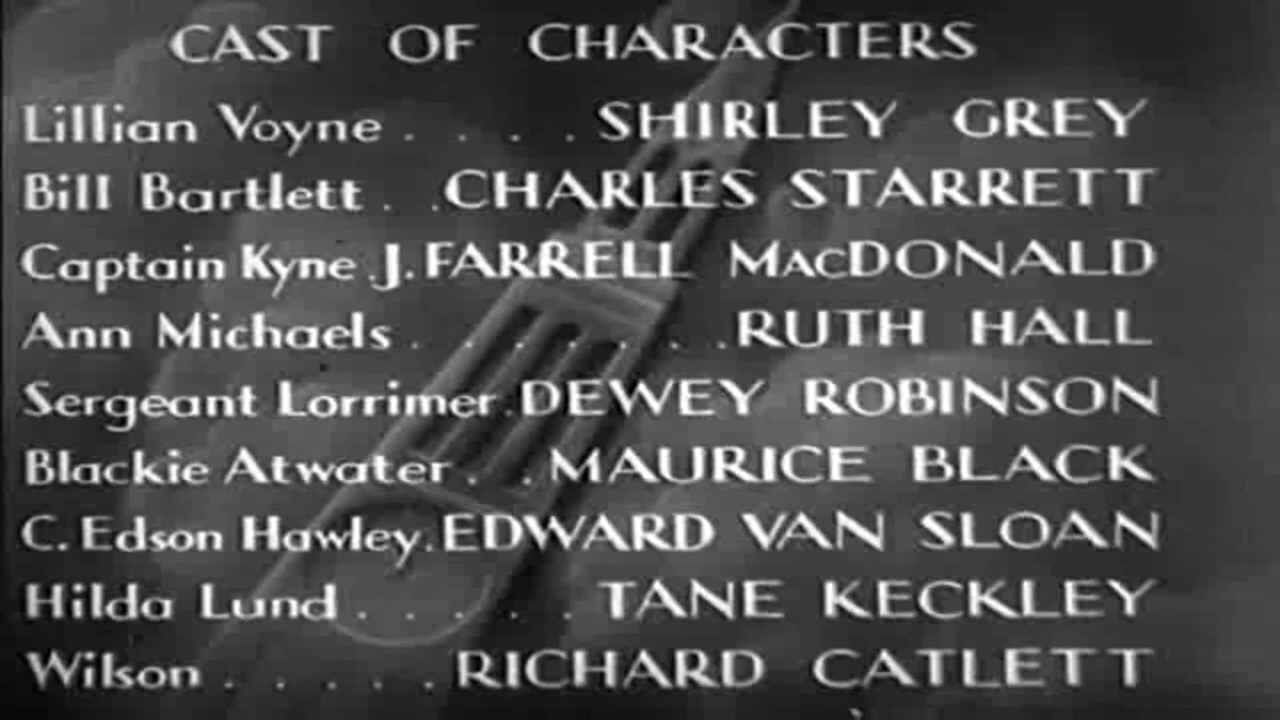 CAST OF CHARACTERS
Lillian Voyne . . . . SHIRLEY GREY
Bill Bartlett . . CHARLES STARRETT
Captain Kyne . J. FARRELL MacDONALD
Ann Michaels . . . . . . . RUTH HALL
Sergeant Lorrimer . DEWEY ROBINSON
Blackie Atwater . . MAURICE BLACK
C. Edson Hawley . EDWARD VAN SLOAN
Hilda Lund . . . . . TANE KECKLEY
Wilson . . . . . RICHARD CATLETT